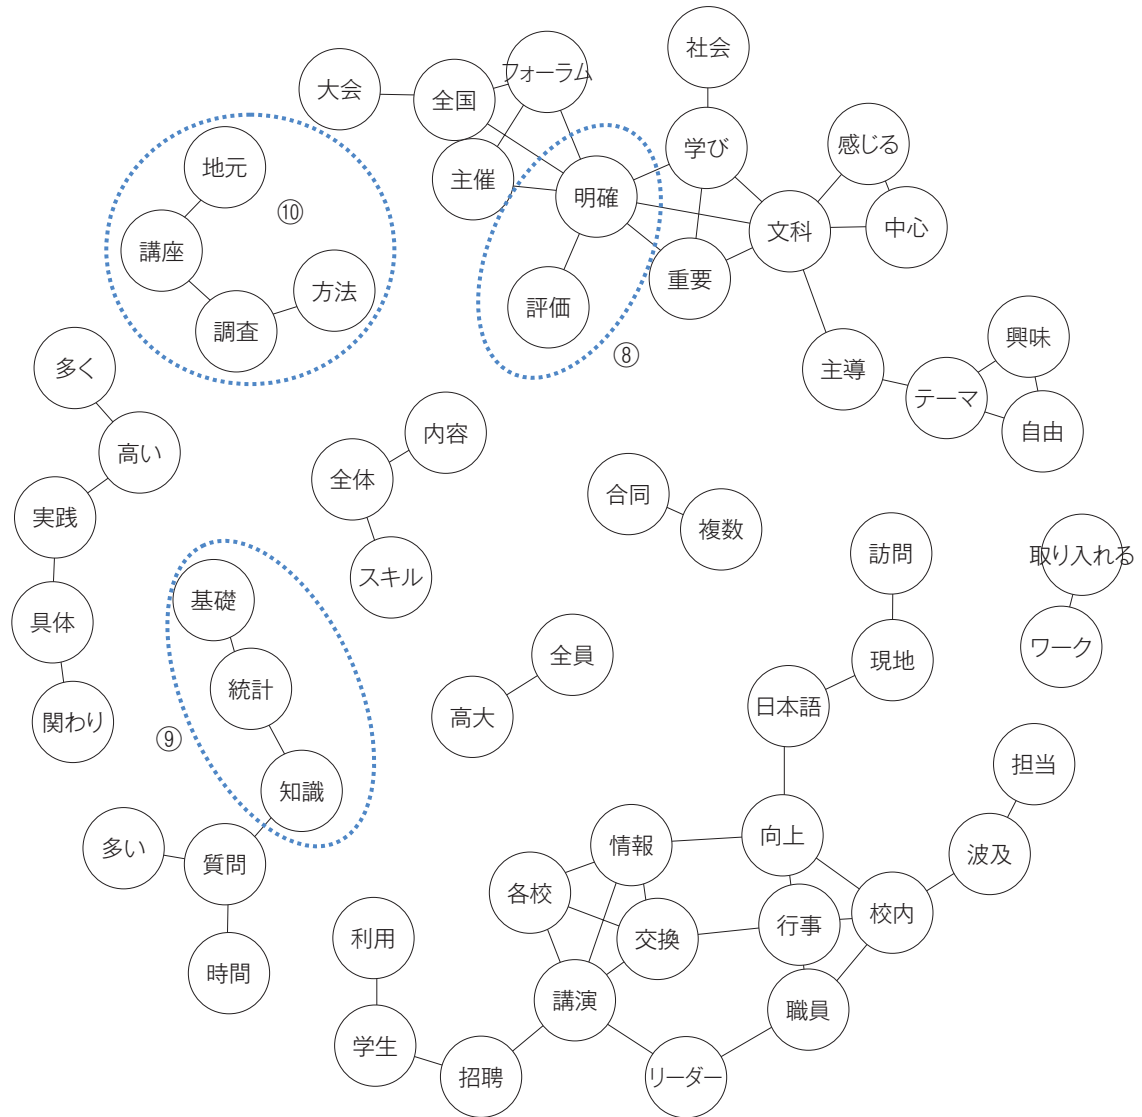 社会
フォーラム
大会
全国
学び
感じる
地元
主催
明確
⑩
文科
中心
講座
重要
方法
評価
調査
興味
⑧
多く
主導
テーマ
自由
内容
高い
全体
合同
実践
複数
訪問
取り入れる
スキル
基礎
具体
ワーク
全員
現地
統計
日本語
関わり
高大
⑨
担当
知識
向上
情報
多い
波及
質問
各校
校内
行事
利用
交換
時間
講演
職員
学生
招聘
リーダー